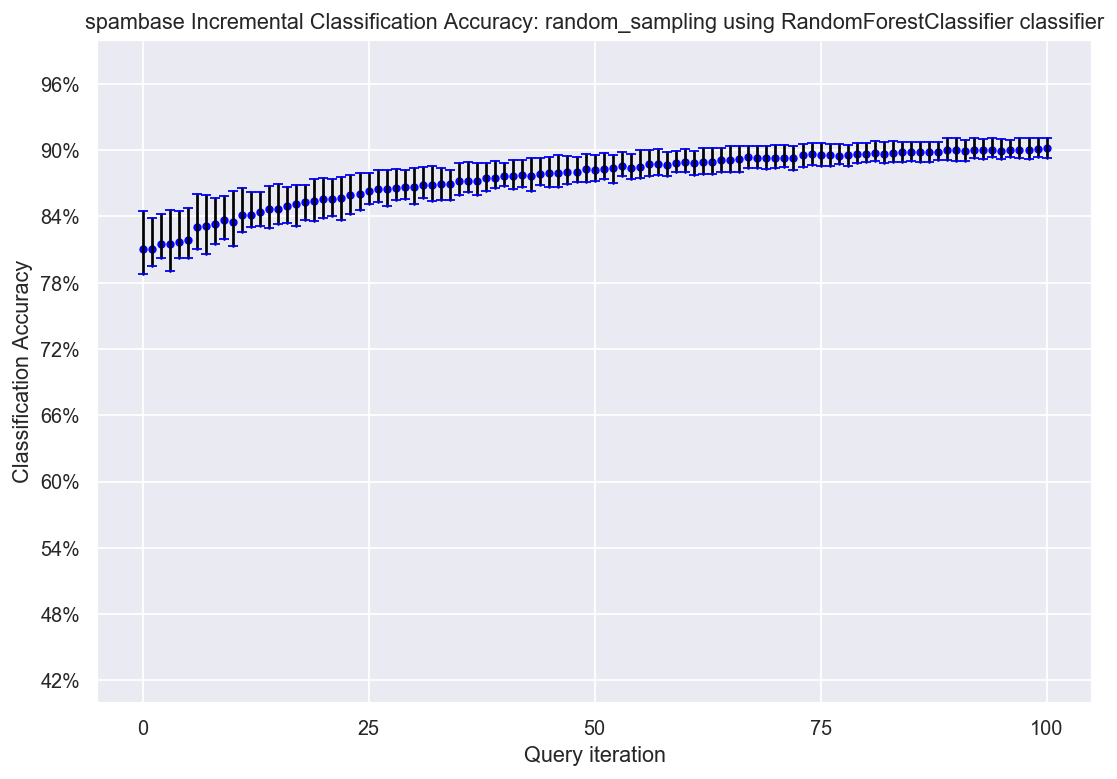 spambase Incremental Classification Accuracy: random_sampling using RandomForestClassifier classifier
96%
90%
84%
78%
72%
66%
60%
54%
48%
42%
Classification Accuracy
0 25 50 75 100
Query iteration